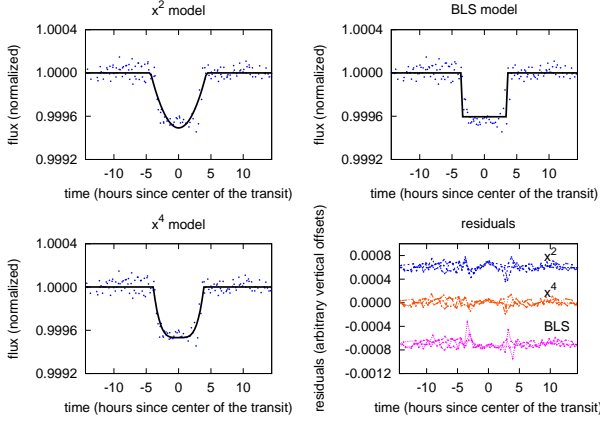 x² model
1.0004
1.0000
0.9996
0.9992
flux (normalized)
-10 -5 0 5 10
time (hours since center of the transit)
BLS model
1.0004
1.0000
0.9996
0.9992
flux (normalized)
-10 -5 0 5 10
time (hours since center of the transit)
x⁴ model
1.0004
1.0000
0.9996
0.9992
flux (normalized)
-10 -5 0 5 10
time (hours since center of the transit)
residuals
0.0008
0.0004
0.0000
-0.0004
-0.0008
-0.0012
residuals (arbitrary vertical offsets)
x²
x⁴
BLS
-10 -5 0 5 10
time (hours since center of the transit)